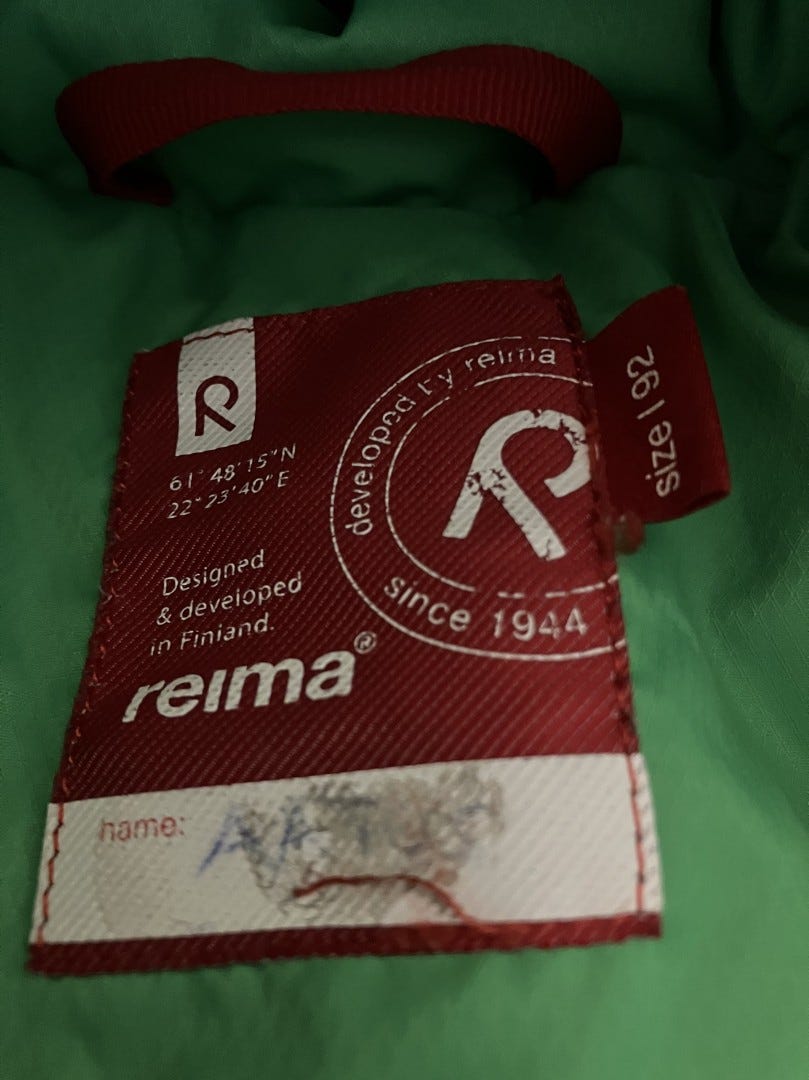 61°48'15"N
22°23'40"E
developed by reima
since 1944
size | 92
Designed
& developed
in Finland.
reima®
name: